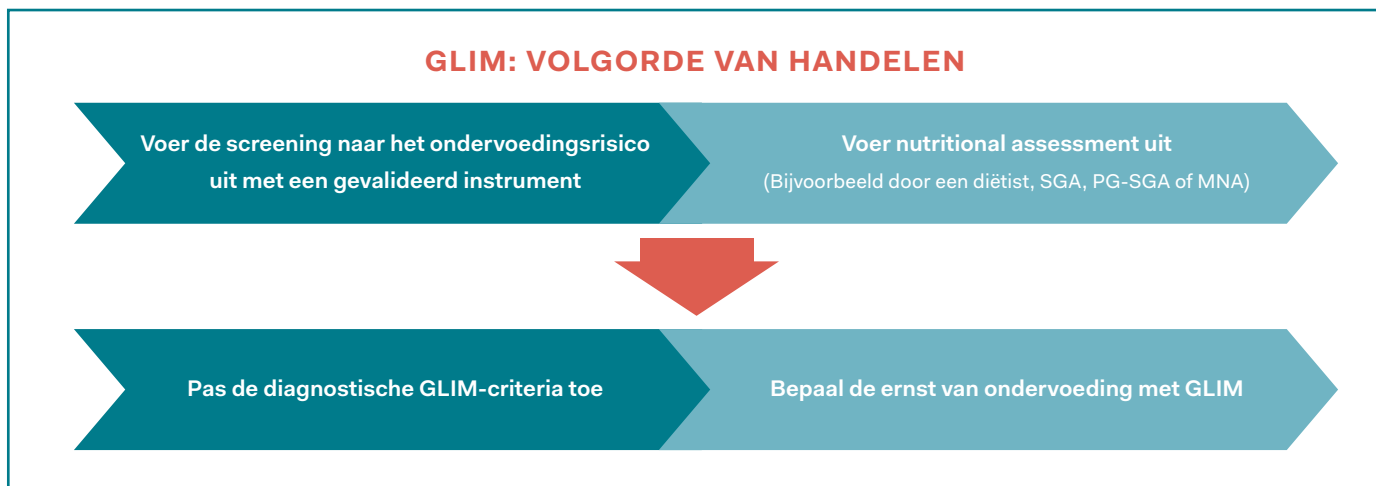 GLIM: VOLGORDE VAN HANDELEN
Voer de screening naar het ondervoedingsrisico
uit met een gevalideerd instrument
Voer nutritional assessment uit
(Bijvoorbeeld door een diëtist, SGA, PG-SGA of MNA)
Pas de diagnostische GLIM-criteria toe
Bepaal de ernst van ondervoeding met GLIM